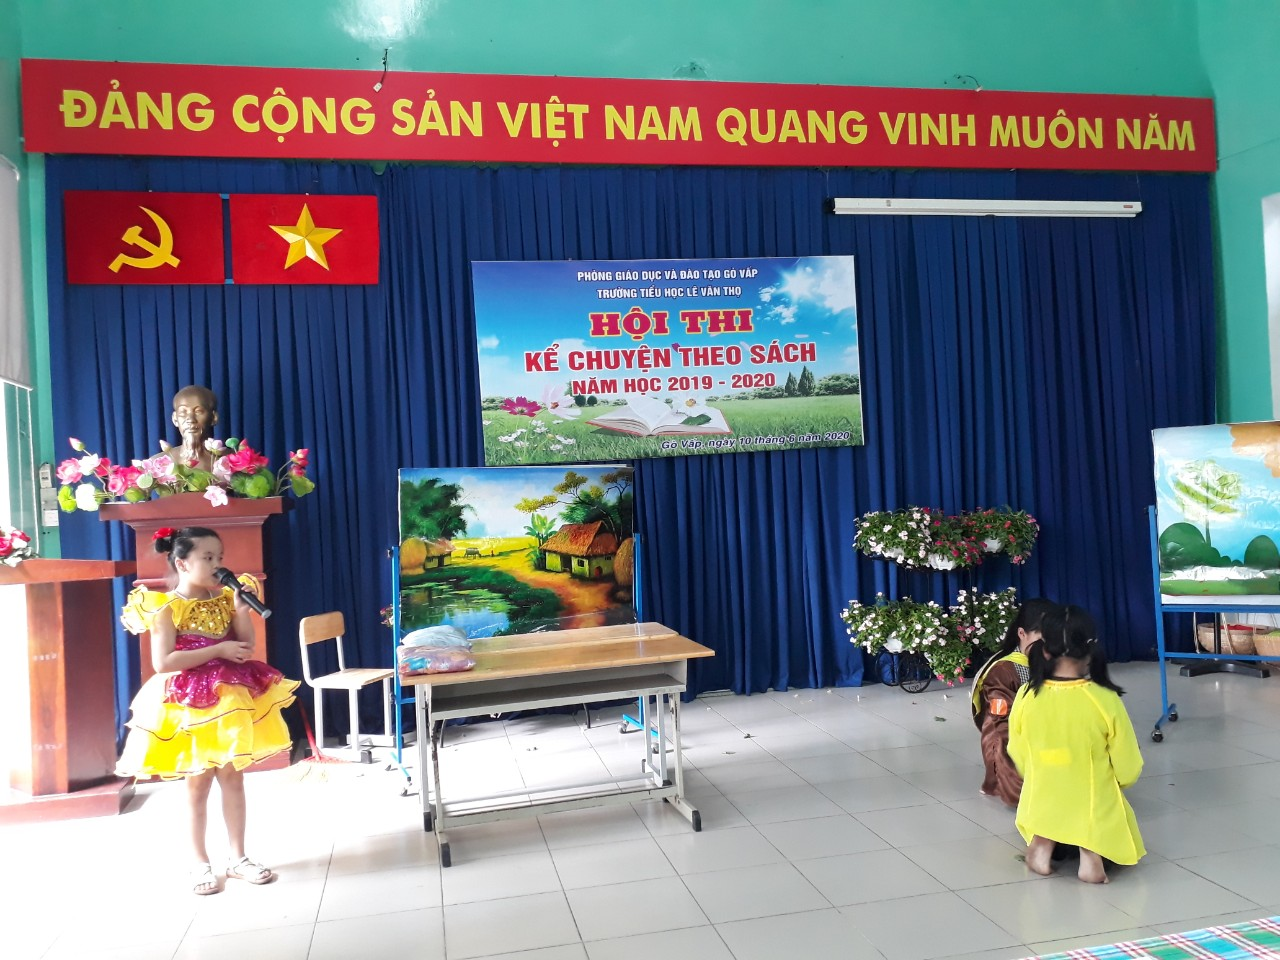 ĐẢNG CỘNG SẢN VIỆT NAM QUANG VINH MUÔN NĂM
PHÒNG GIÁO DỤC VÀ ĐÀO TẠO GÒ VẤP
TRƯỜNG TIỂU HỌC LÊ VĂN THỌ
HỘI THI
KỂ CHUYỆN THEO SÁCH
NĂM HỌC 2019 - 2020
Gò Vấp, ngày 10 tháng 6 năm 2020